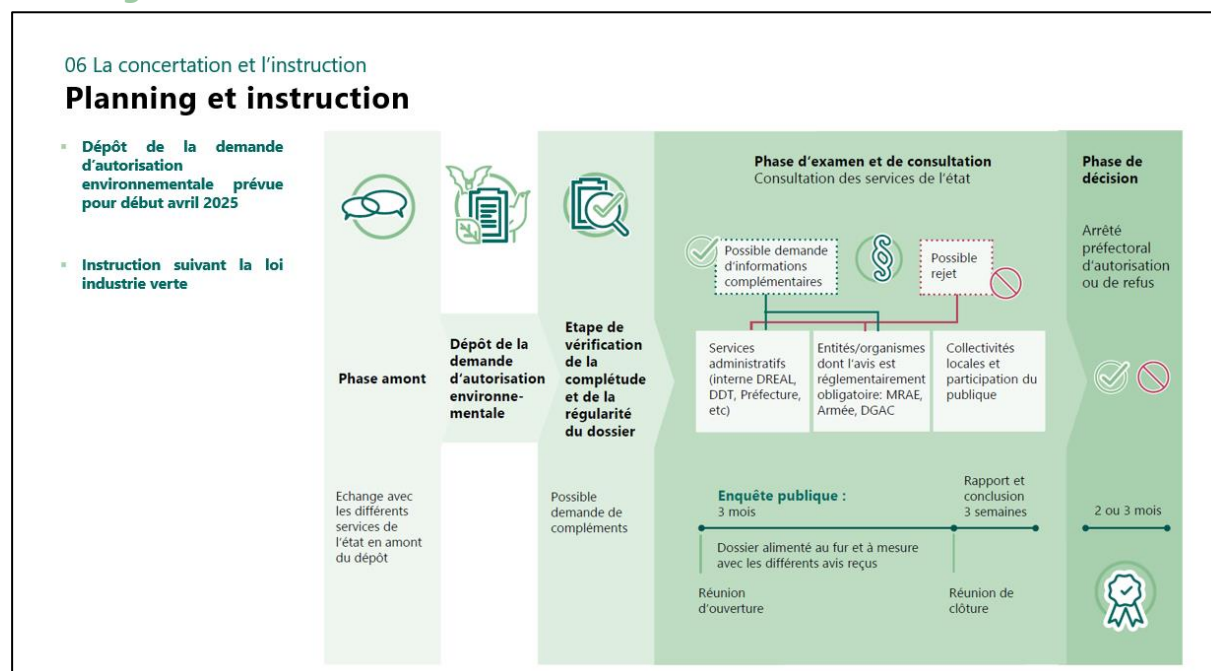 06 La concertation et l'instruction
Planning et instruction
▪ Dépôt de la demande
d'autorisation
environnementale prévue
pour début avril 2025
▪ Instruction suivant la loi
industrie verte
Phase amont
Echange avec
les différents
services de
l'état en amont
du dépôt
Dépôt de la
demande
d'autorisation
environne-
mentale
Etape de
vérification
de la
complétude
et de la
régularité
du dossier
Possible
demande de
compléments
Phase d'examen et de consultation
Consultation des services de l'état
Possible demande
d'informations
complémentaires
§
Possible
rejet
Services
administratifs
(interne DREAL,
DDT, Préfecture,
etc)
Entités/organismes
dont l'avis est
réglementairement
obligatoire: MRAE,
Armée, DGAC
Collectivités
locales et
participation du
publique
Enquête publique :
3 mois
Rapport et
conclusion
3 semaines
Dossier alimenté au fur et à mesure
avec les différents avis reçus
Réunion
d'ouverture
Réunion de
clôture
Phase de
décision
Arrêté
préfectoral
d'autorisation
ou de refus
2 ou 3 mois